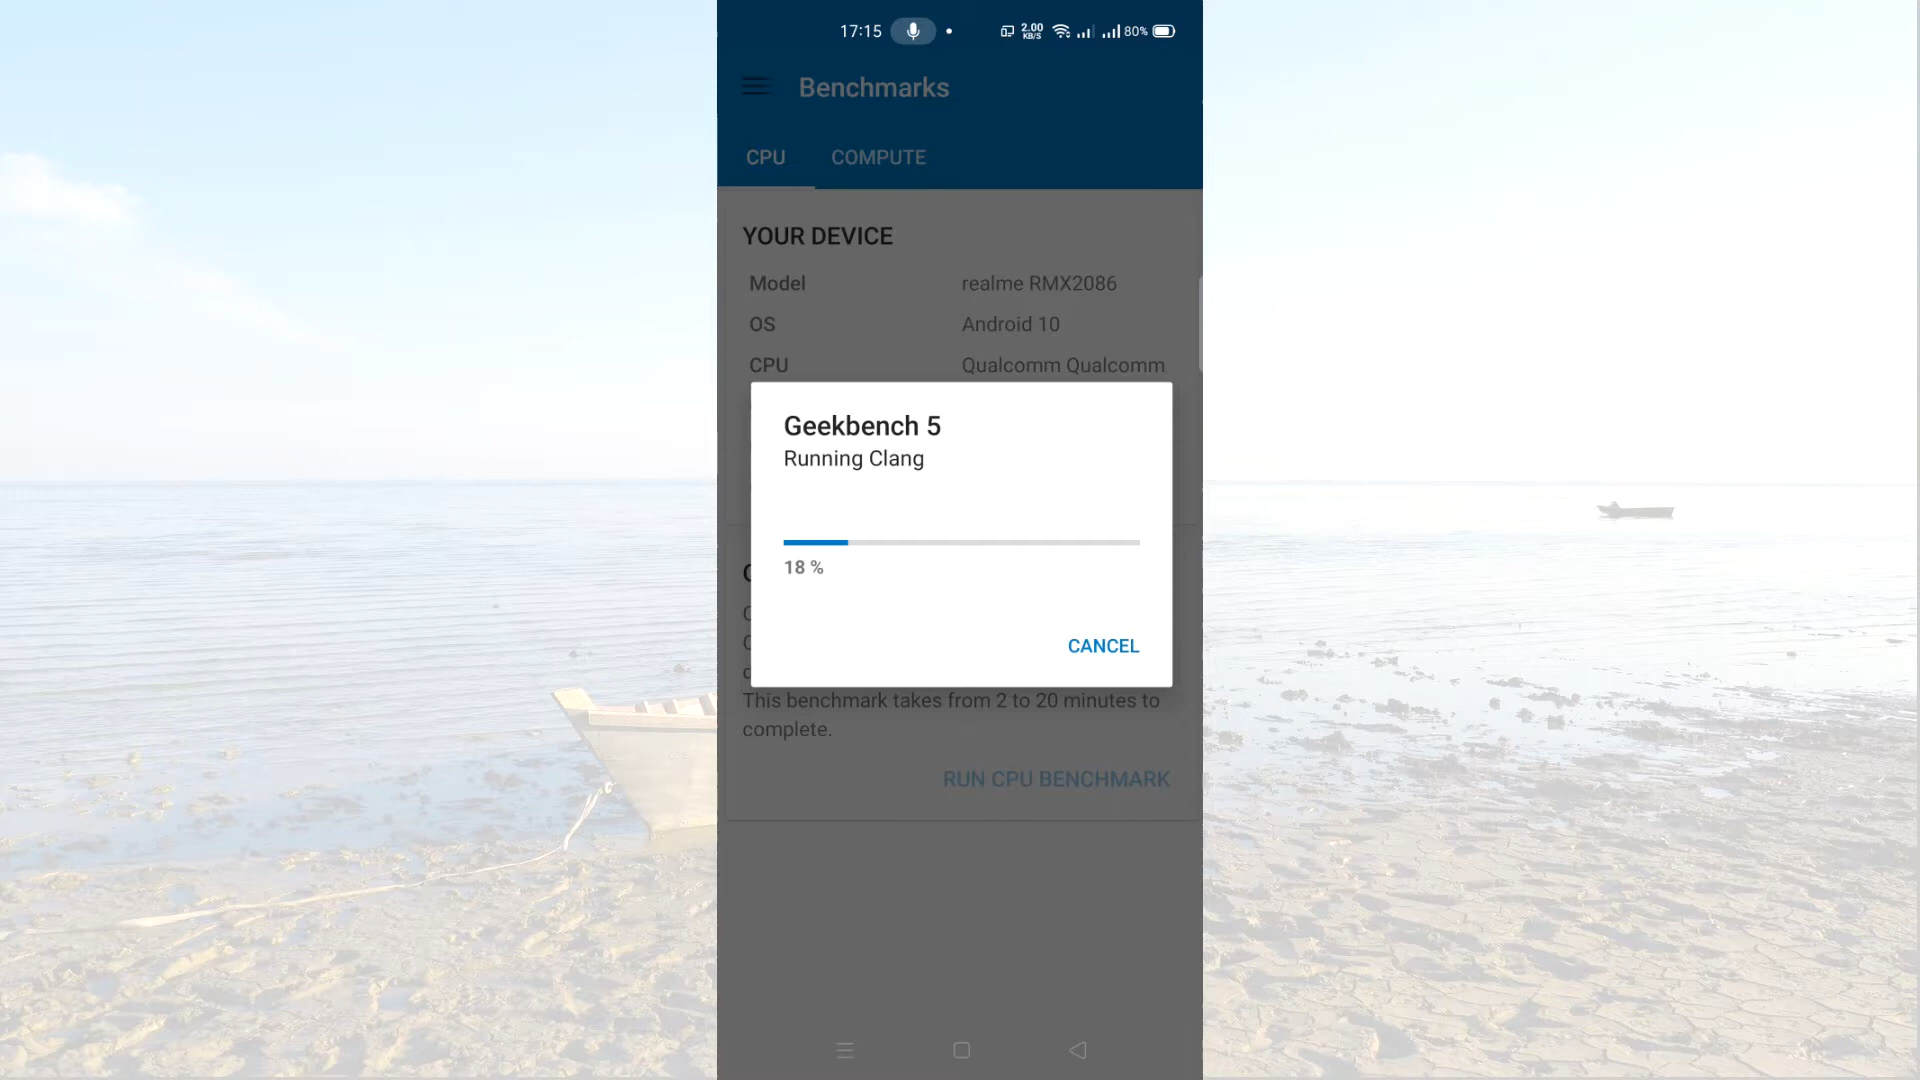 17:15
2.00
KB/S
80%
Benchmarks
CPU
COMPUTE
YOUR DEVICE
Model
realme RMX2086
OS
Android 10
CPU
Qualcomm Qualcomm
Geekbench 5
Running Clang
18 %
CANCEL
This benchmark takes from 2 to 20 minutes to
complete.
RUN CPU BENCHMARK